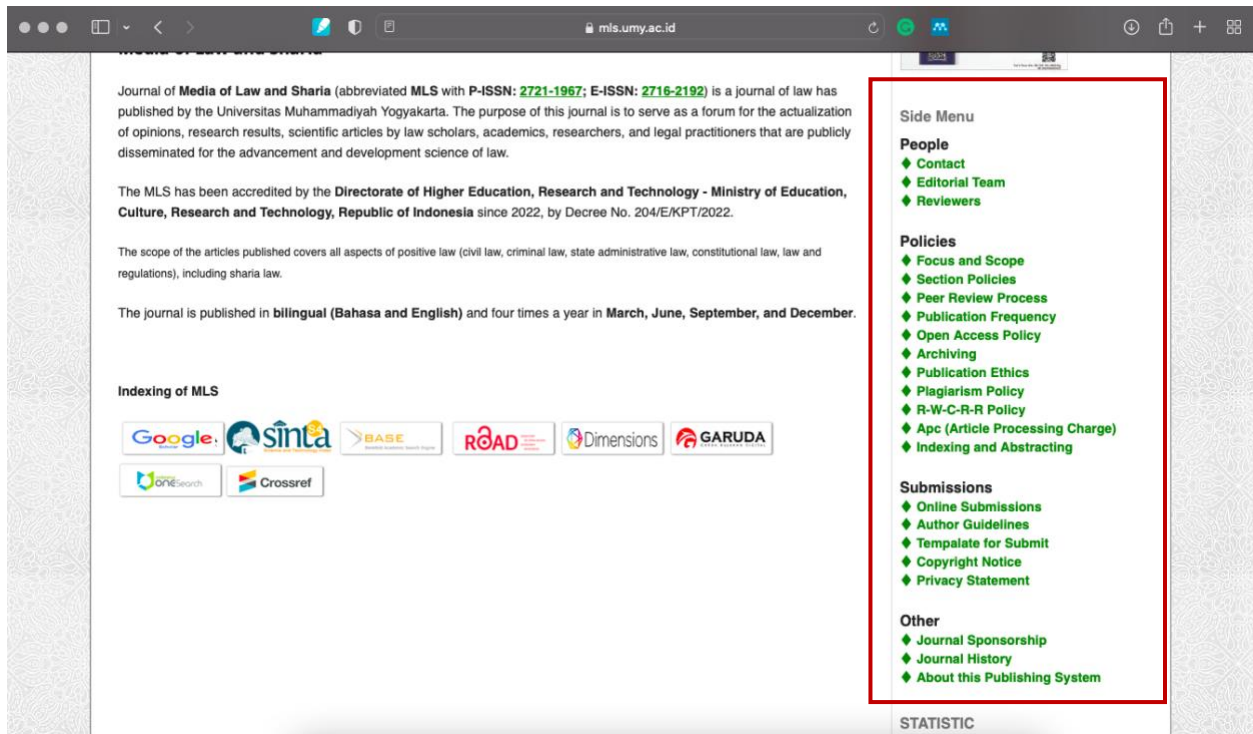 mls.umy.ac.id
Media of Law and Sharia
Journal of Media of Law and Sharia (abbreviated MLS with P-ISSN: 2721-1967; E-ISSN: 2716-2192) is a journal of law has
published by the Universitas Muhammadiyah Yogyakarta. The purpose of this journal is to serve as a forum for the actualization
of opinions, research results, scientific articles by law scholars, academics, researchers, and legal practitioners that are publicly
disseminated for the advancement and development science of law.
The MLS has been accredited by the Directorate of Higher Education, Research and Technology - Ministry of Education,
Culture, Research and Technology, Republic of Indonesia since 2022, by Decree No. 204/E/KPT/2022.
The scope of the articles published covers all aspects of positive law (civil law, criminal law, state administrative law, constitutional law, law and
regulations), including sharia law.
The journal is published in bilingual (Bahasa and English) and four times a year in March, June, September, and December.
Indexing of MLS
Google
Scholar
sinta
S4
BASE
ROAD
Dimensions
GARUDA
oneSearch
Crossref
Side Menu
People
♦ Contact
♦ Editorial Team
♦ Reviewers
Policies
♦ Focus and Scope
♦ Section Policies
♦ Peer Review Process
♦ Publication Frequency
♦ Open Access Policy
♦ Archiving
♦ Publication Ethics
♦ Plagiarism Policy
♦ R-W-C-R-R Policy
♦ Apc (Article Processing Charge)
♦ Indexing and Abstracting
Submissions
♦ Online Submissions
♦ Author Guidelines
♦ Tempalate for Submit
♦ Copyright Notice
♦ Privacy Statement
Other
♦ Journal Sponsorship
♦ Journal History
♦ About this Publishing System
STATISTIC